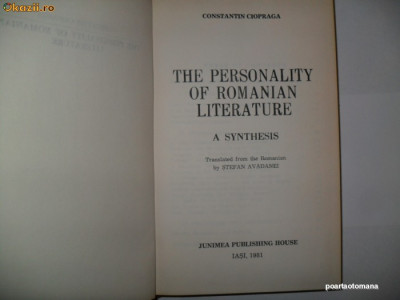 okazii.ro
CONSTANTIN CIOPRAGA
THE PERSONALITY
OF ROMANIAN
LITERATURE
A SYNTHESIS
Translated from the Romanian
by STEFAN AVADANEI
JUNIMEA PUBLISHING HOUSE
IASI, 1981
poartaotomana